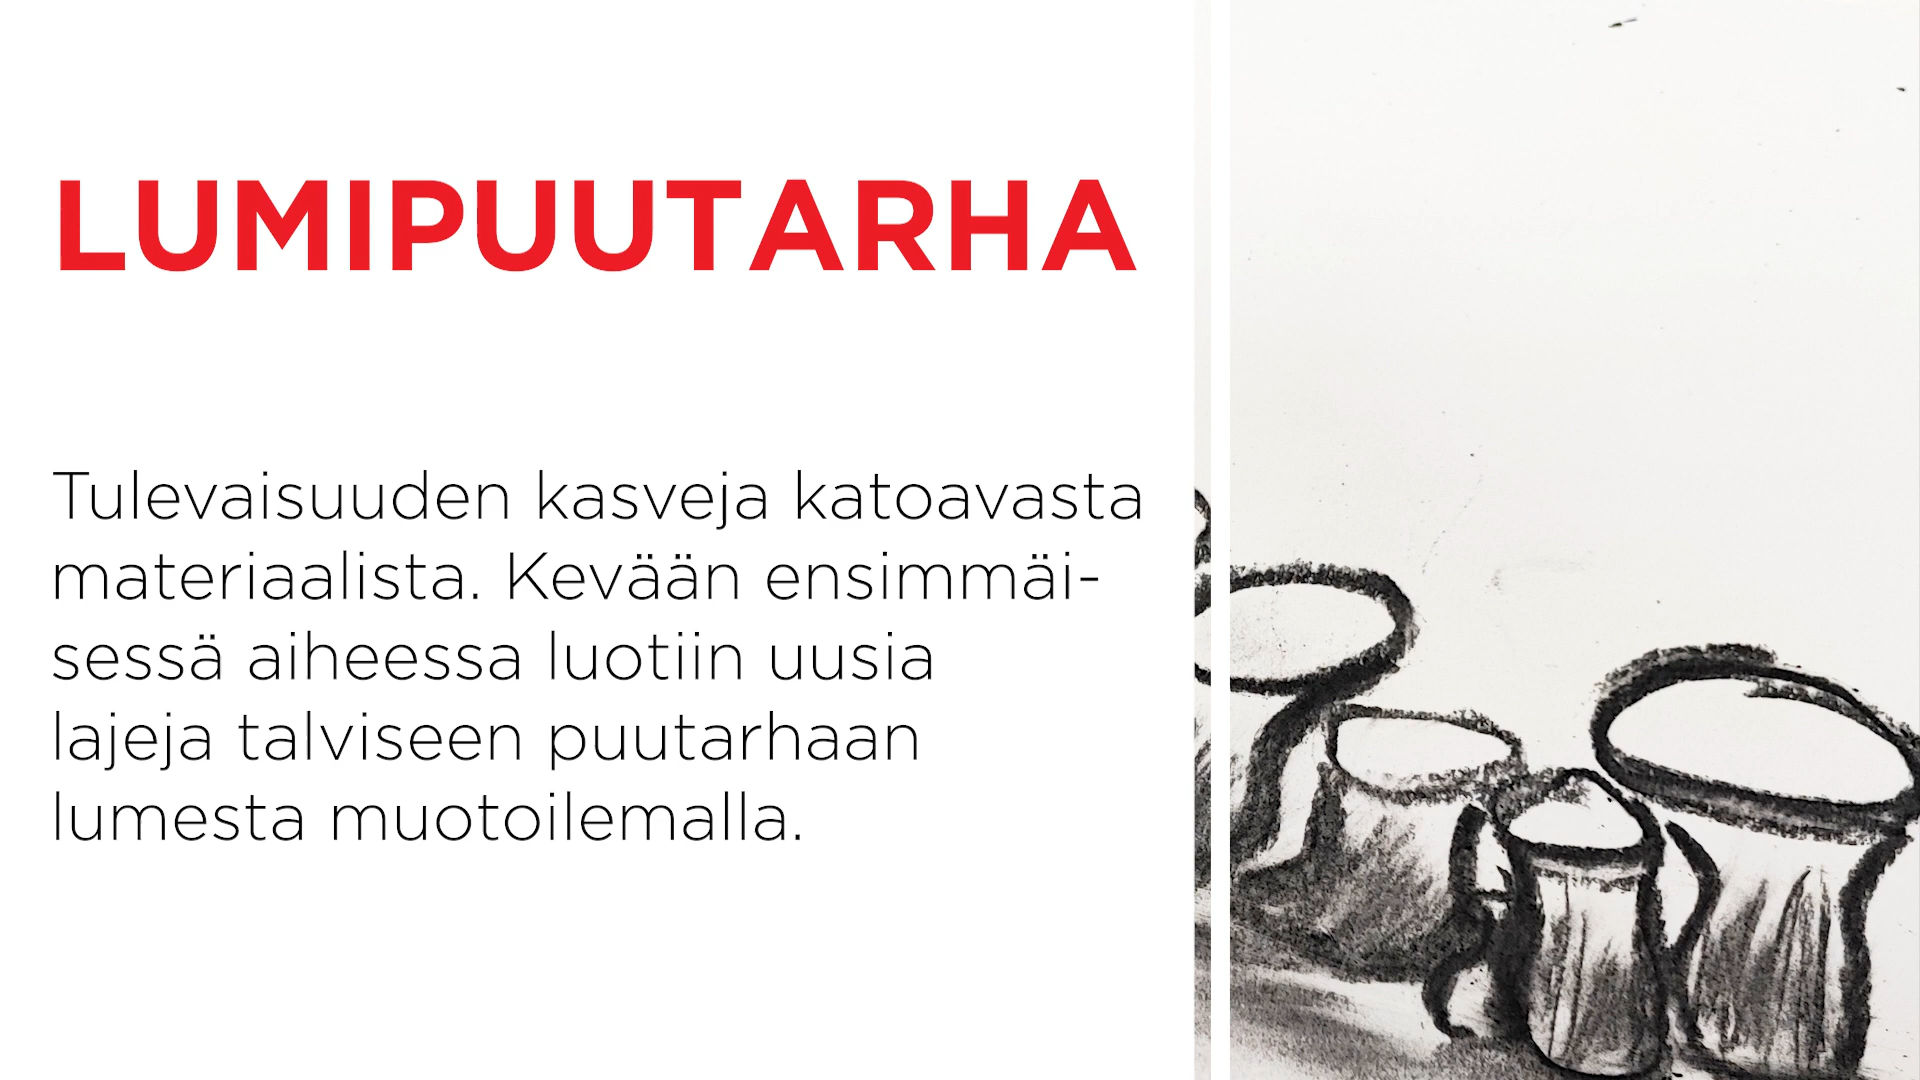 LUMIPUUTARHA
Tulevaisuuden kasveja katoavasta
materiaalista. Kevään ensimmäi-
sessä aiheessa luotiin uusia
lajeja talviseen puutarhaan
lumesta muotoilemalla.